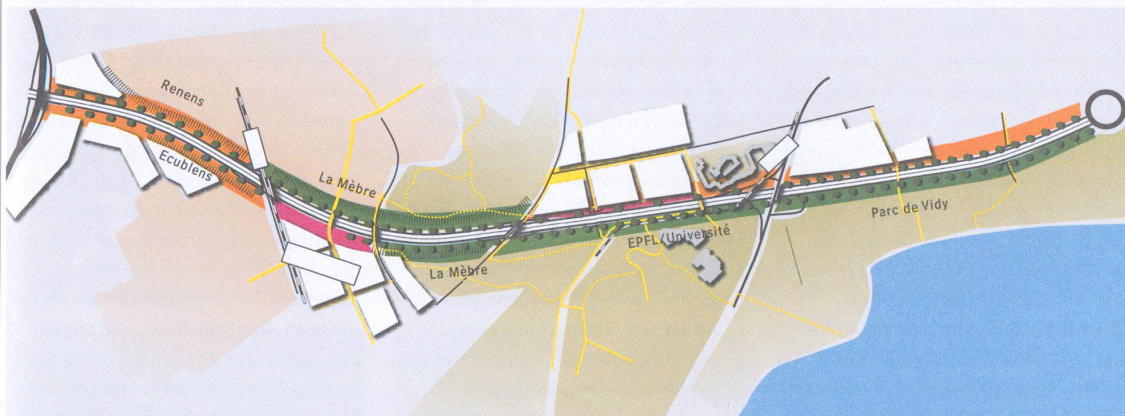 Renens
Ecublens
La Mèbre
La Mèbre
EPFL/Université
Parc de Vidy